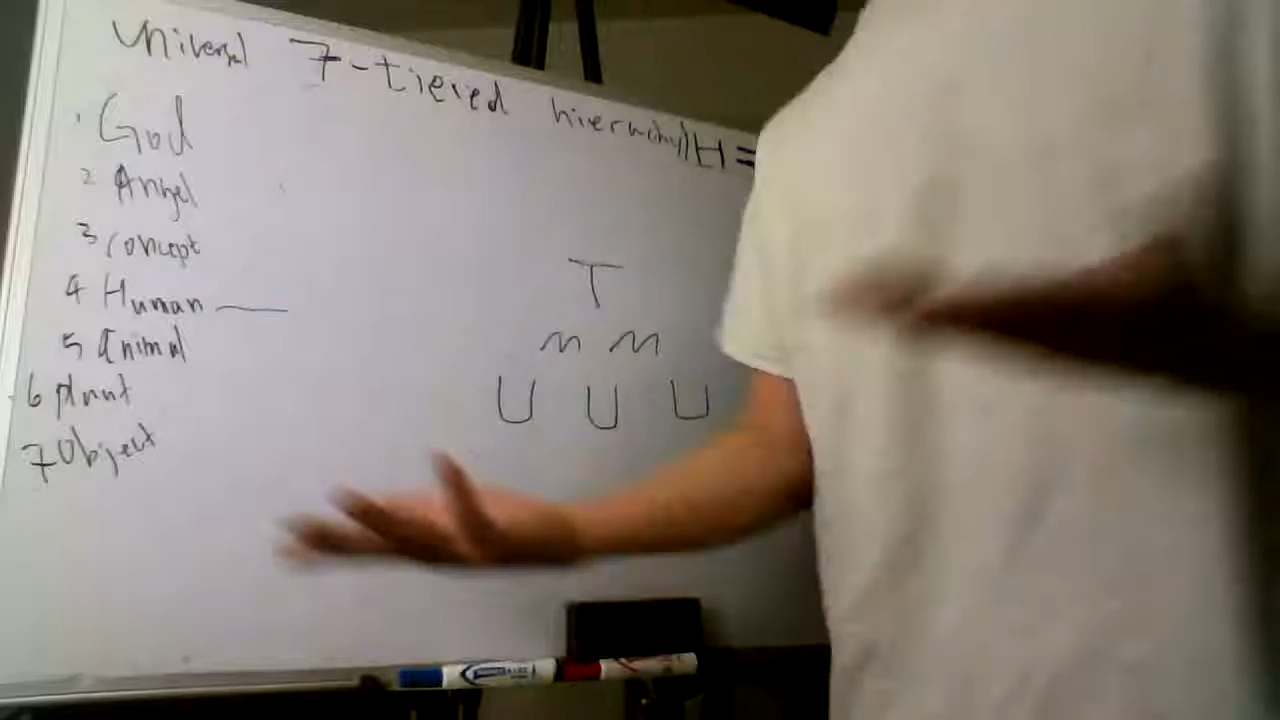 Universal 7-tiered hierarchy H =
1 God
2 Angel
3 concept
4 Human —
5 Animal
6 plant
7 Object
T
m m
U U U